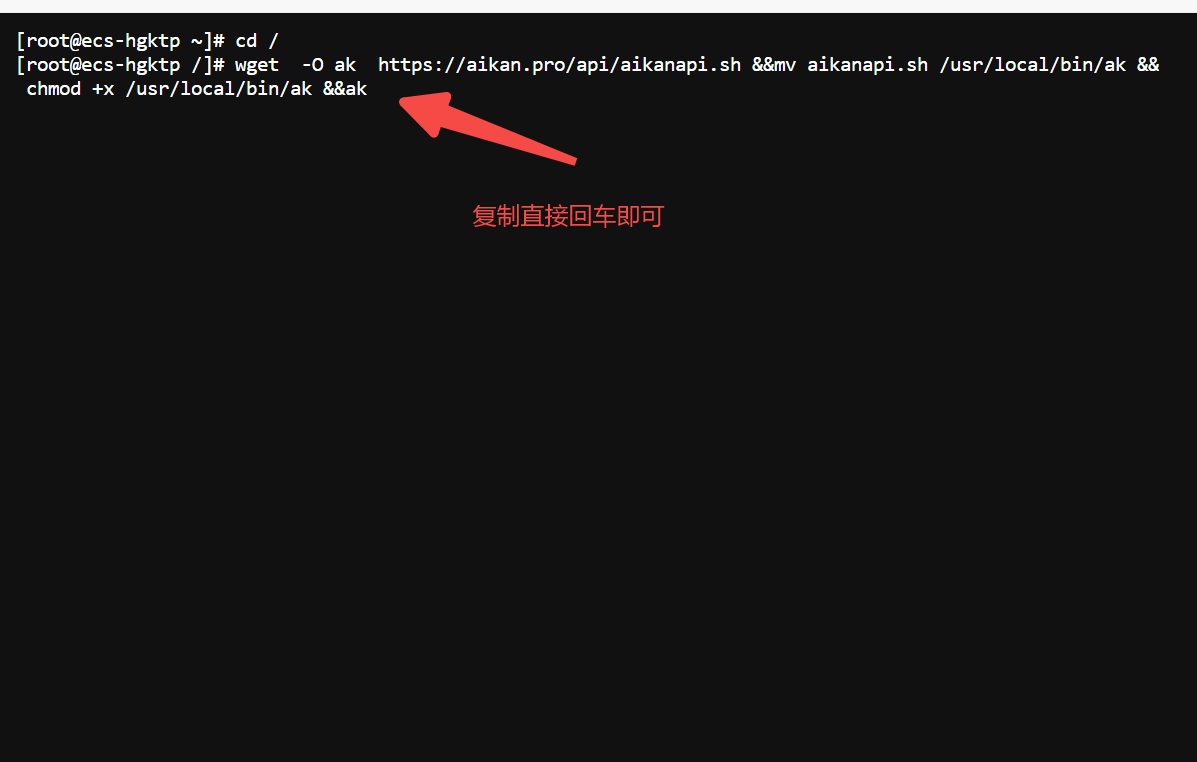 [root@ecs-hgktp ~]# cd /
[root@ecs-hgktp /]# wget  -O ak  https://aikan.pro/api/aikanapi.sh &&mv aikanapi.sh /usr/local/bin/ak &&
 chmod +x /usr/local/bin/ak &&ak
复制直接回车即可